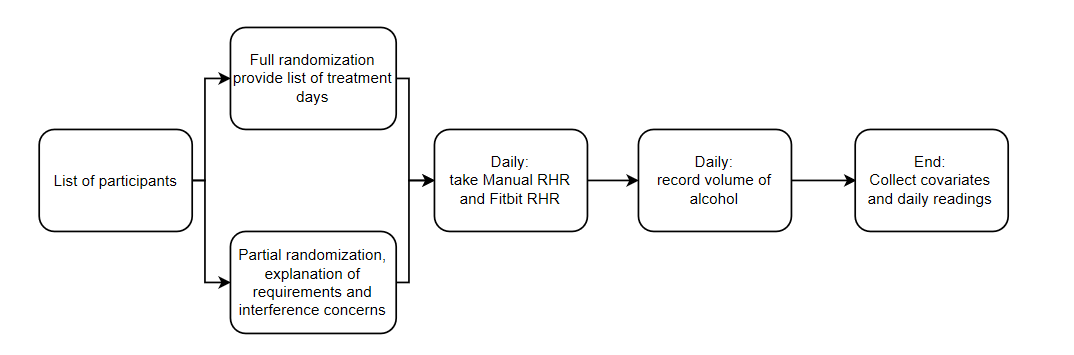 List of participants
Full randomization
provide list of treatment
days
Partial randomization,
explanation of
requirements and
interference concerns
Daily:
take Manual RHR
and Fitbit RHR
Daily:
record volume of
alcohol
End:
Collect covariates
and daily readings